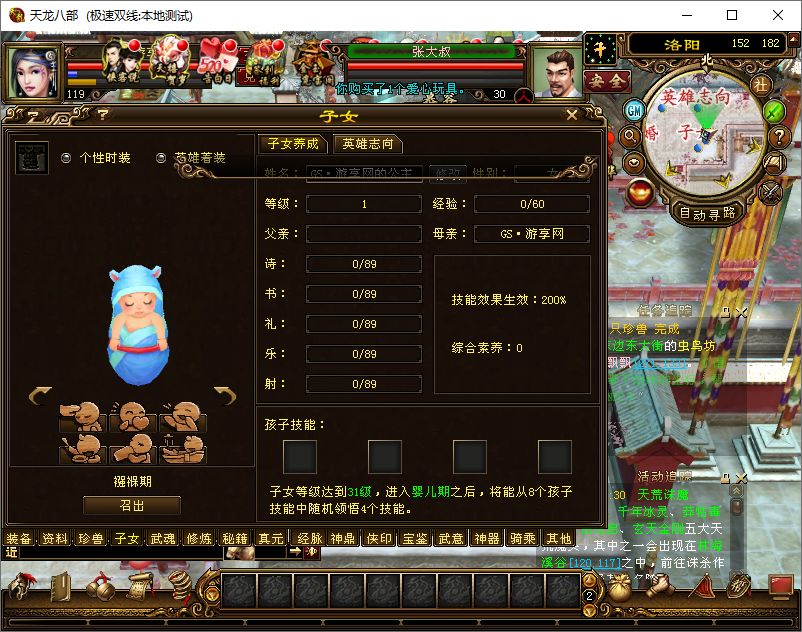 天龙八部 (极速双线:本地测试)
张大叔
洛阳 152 182
北
安全
你购买了1个爱心玩具。
119
30
社
GM
英雄志向
自动寻路
子女
个性时装
英雄着装
子女养成 英雄志向
姓名: GS·游享网的公主 修改 性别: 女
等级: 1 经验: 0/60
父亲: 母亲: GS·游享网
诗: 0/89
书: 0/89
礼: 0/89
乐: 0/89
射: 0/89
技能效果生效:200%
综合素养:0
孩子技能:
子女等级达到31级,进入婴儿期之后,将能从8个孩子
技能中随机领悟4个技能。
襁褓期
召出
任务追踪
只珍兽 完成
边东大街的虫鸟坊
活动追踪
:30 天荒诛魔
千年冰灵、
玄天金刚五大天
荒魔灵,其中之一会出现在
溪谷[120,117]之中,前往诛杀作
装备 资料 珍兽 子女 武魂 修炼 秘籍 真元 经脉 神鼎 侠印 宝鉴 武意 神器 骑乘 其他
近
2